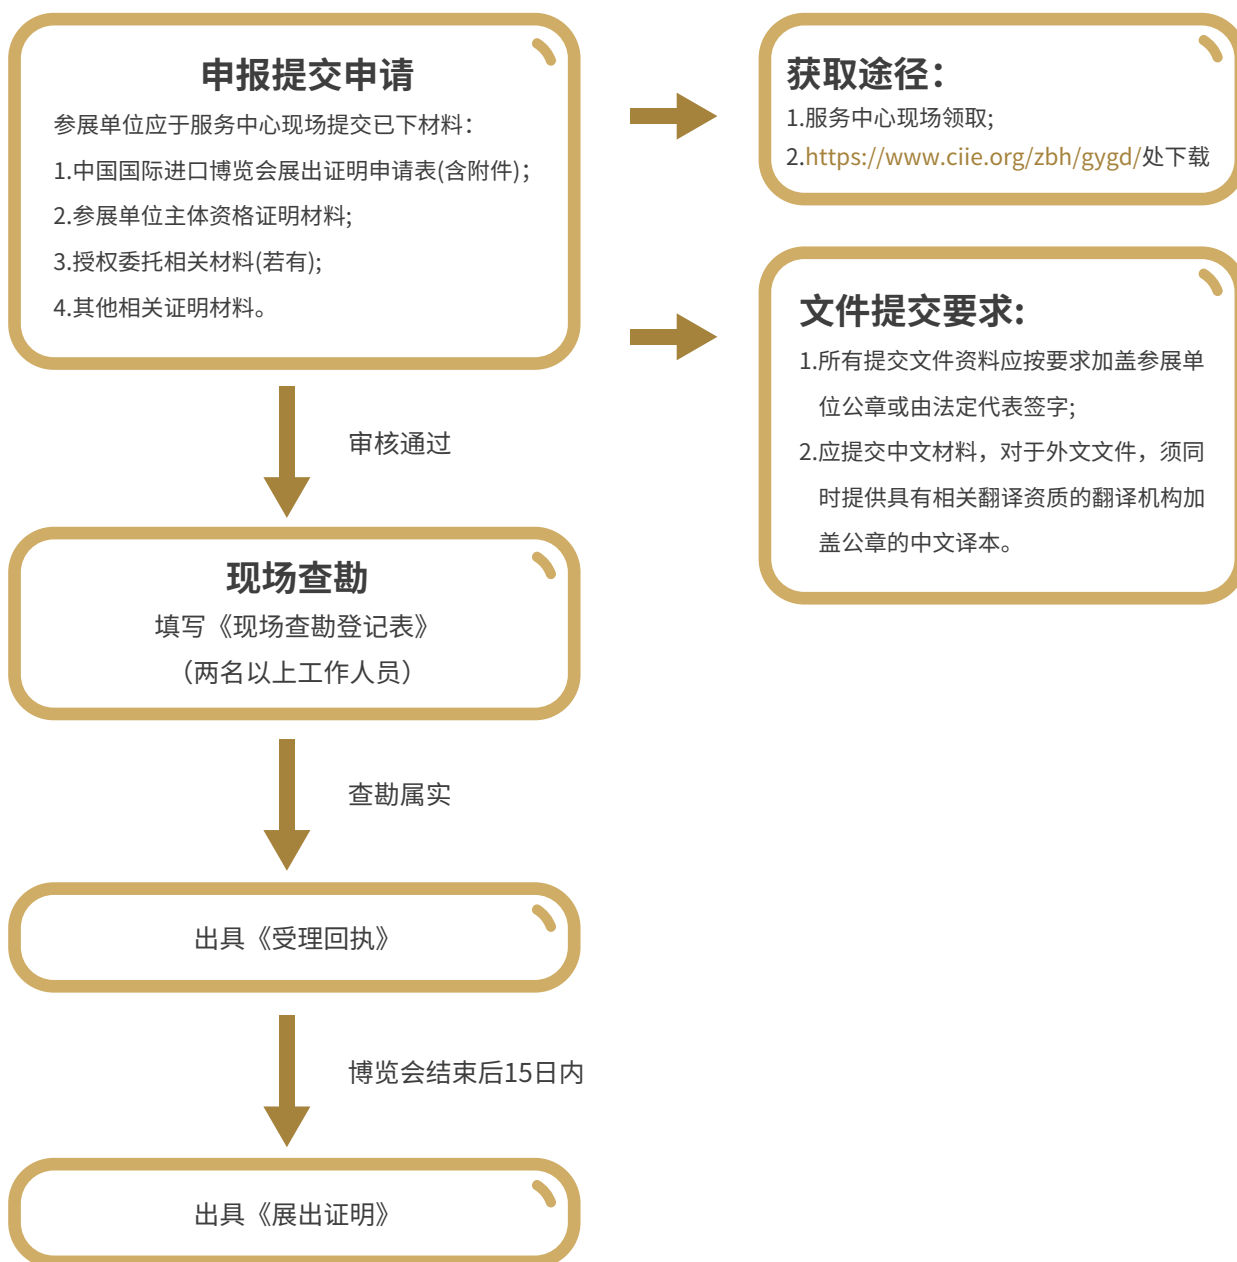 申报提交申请
参展单位应于服务中心现场提交已下材料：
1.中国国际进口博览会展出证明申请表(含附件)；
2.参展单位主体资格证明材料;
3.授权委托相关材料(若有);
4.其他相关证明材料。
获取途径：
1.服务中心现场领取;
2.https://www.ciie.org/zbh/gygd/处下载
文件提交要求:
1.所有提交文件资料应按要求加盖参展单
位公章或由法定代表签字;
2.应提交中文材料，对于外文文件，须同
时提供具有相关翻译资质的翻译机构加
盖公章的中文译本。
审核通过
现场查勘
填写《现场查勘登记表》
（两名以上工作人员）
查勘属实
出具《受理回执》
博览会结束后15日内
出具《展出证明》